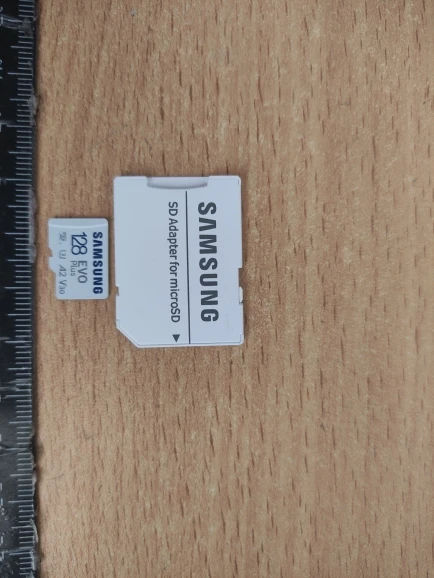 SAMSUNG
EVO
Plus
128
U3 A2 V30
SAMSUNG
SD Adapter for microSD